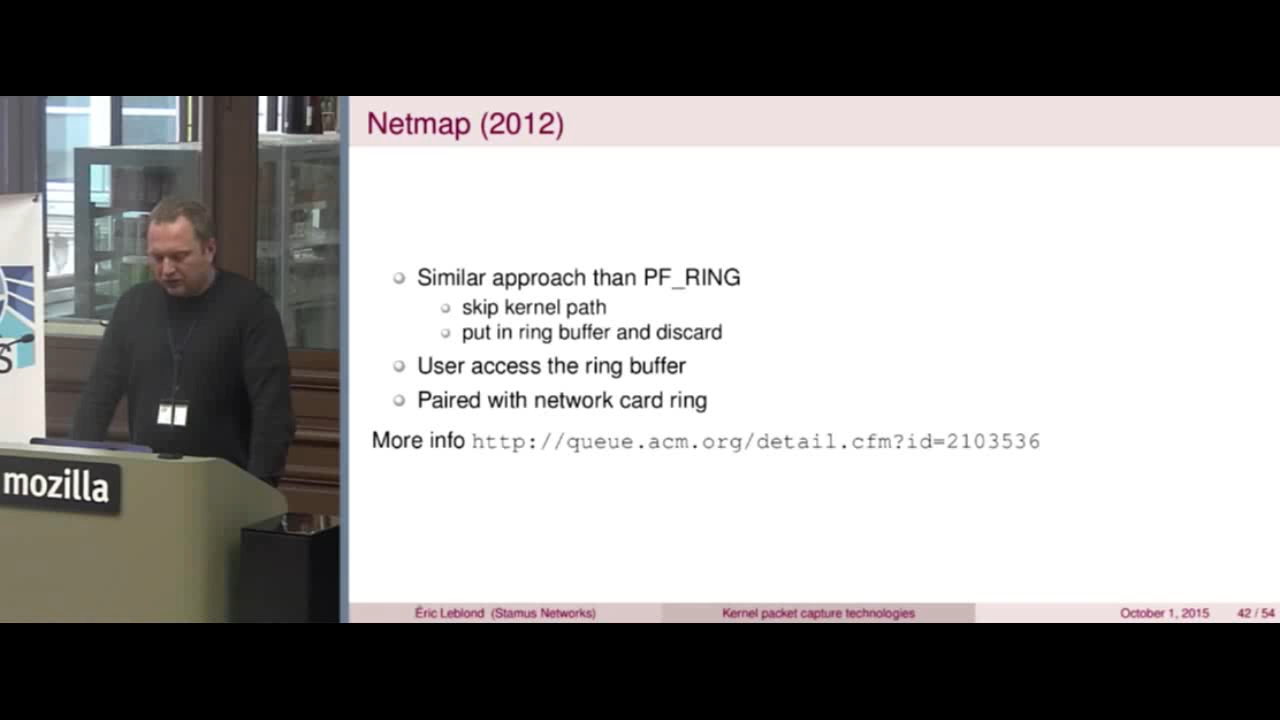 Netmap (2012)
Similar approach than PF_RING
skip kernel path
put in ring buffer and discard
User access the ring buffer
Paired with network card ring
More info http://queue.acm.org/detail.cfm?id=2103536
Éric Leblond (Stamus Networks)
Kernel packet capture technologies
October 1, 2015
42 / 54
mozilla
S